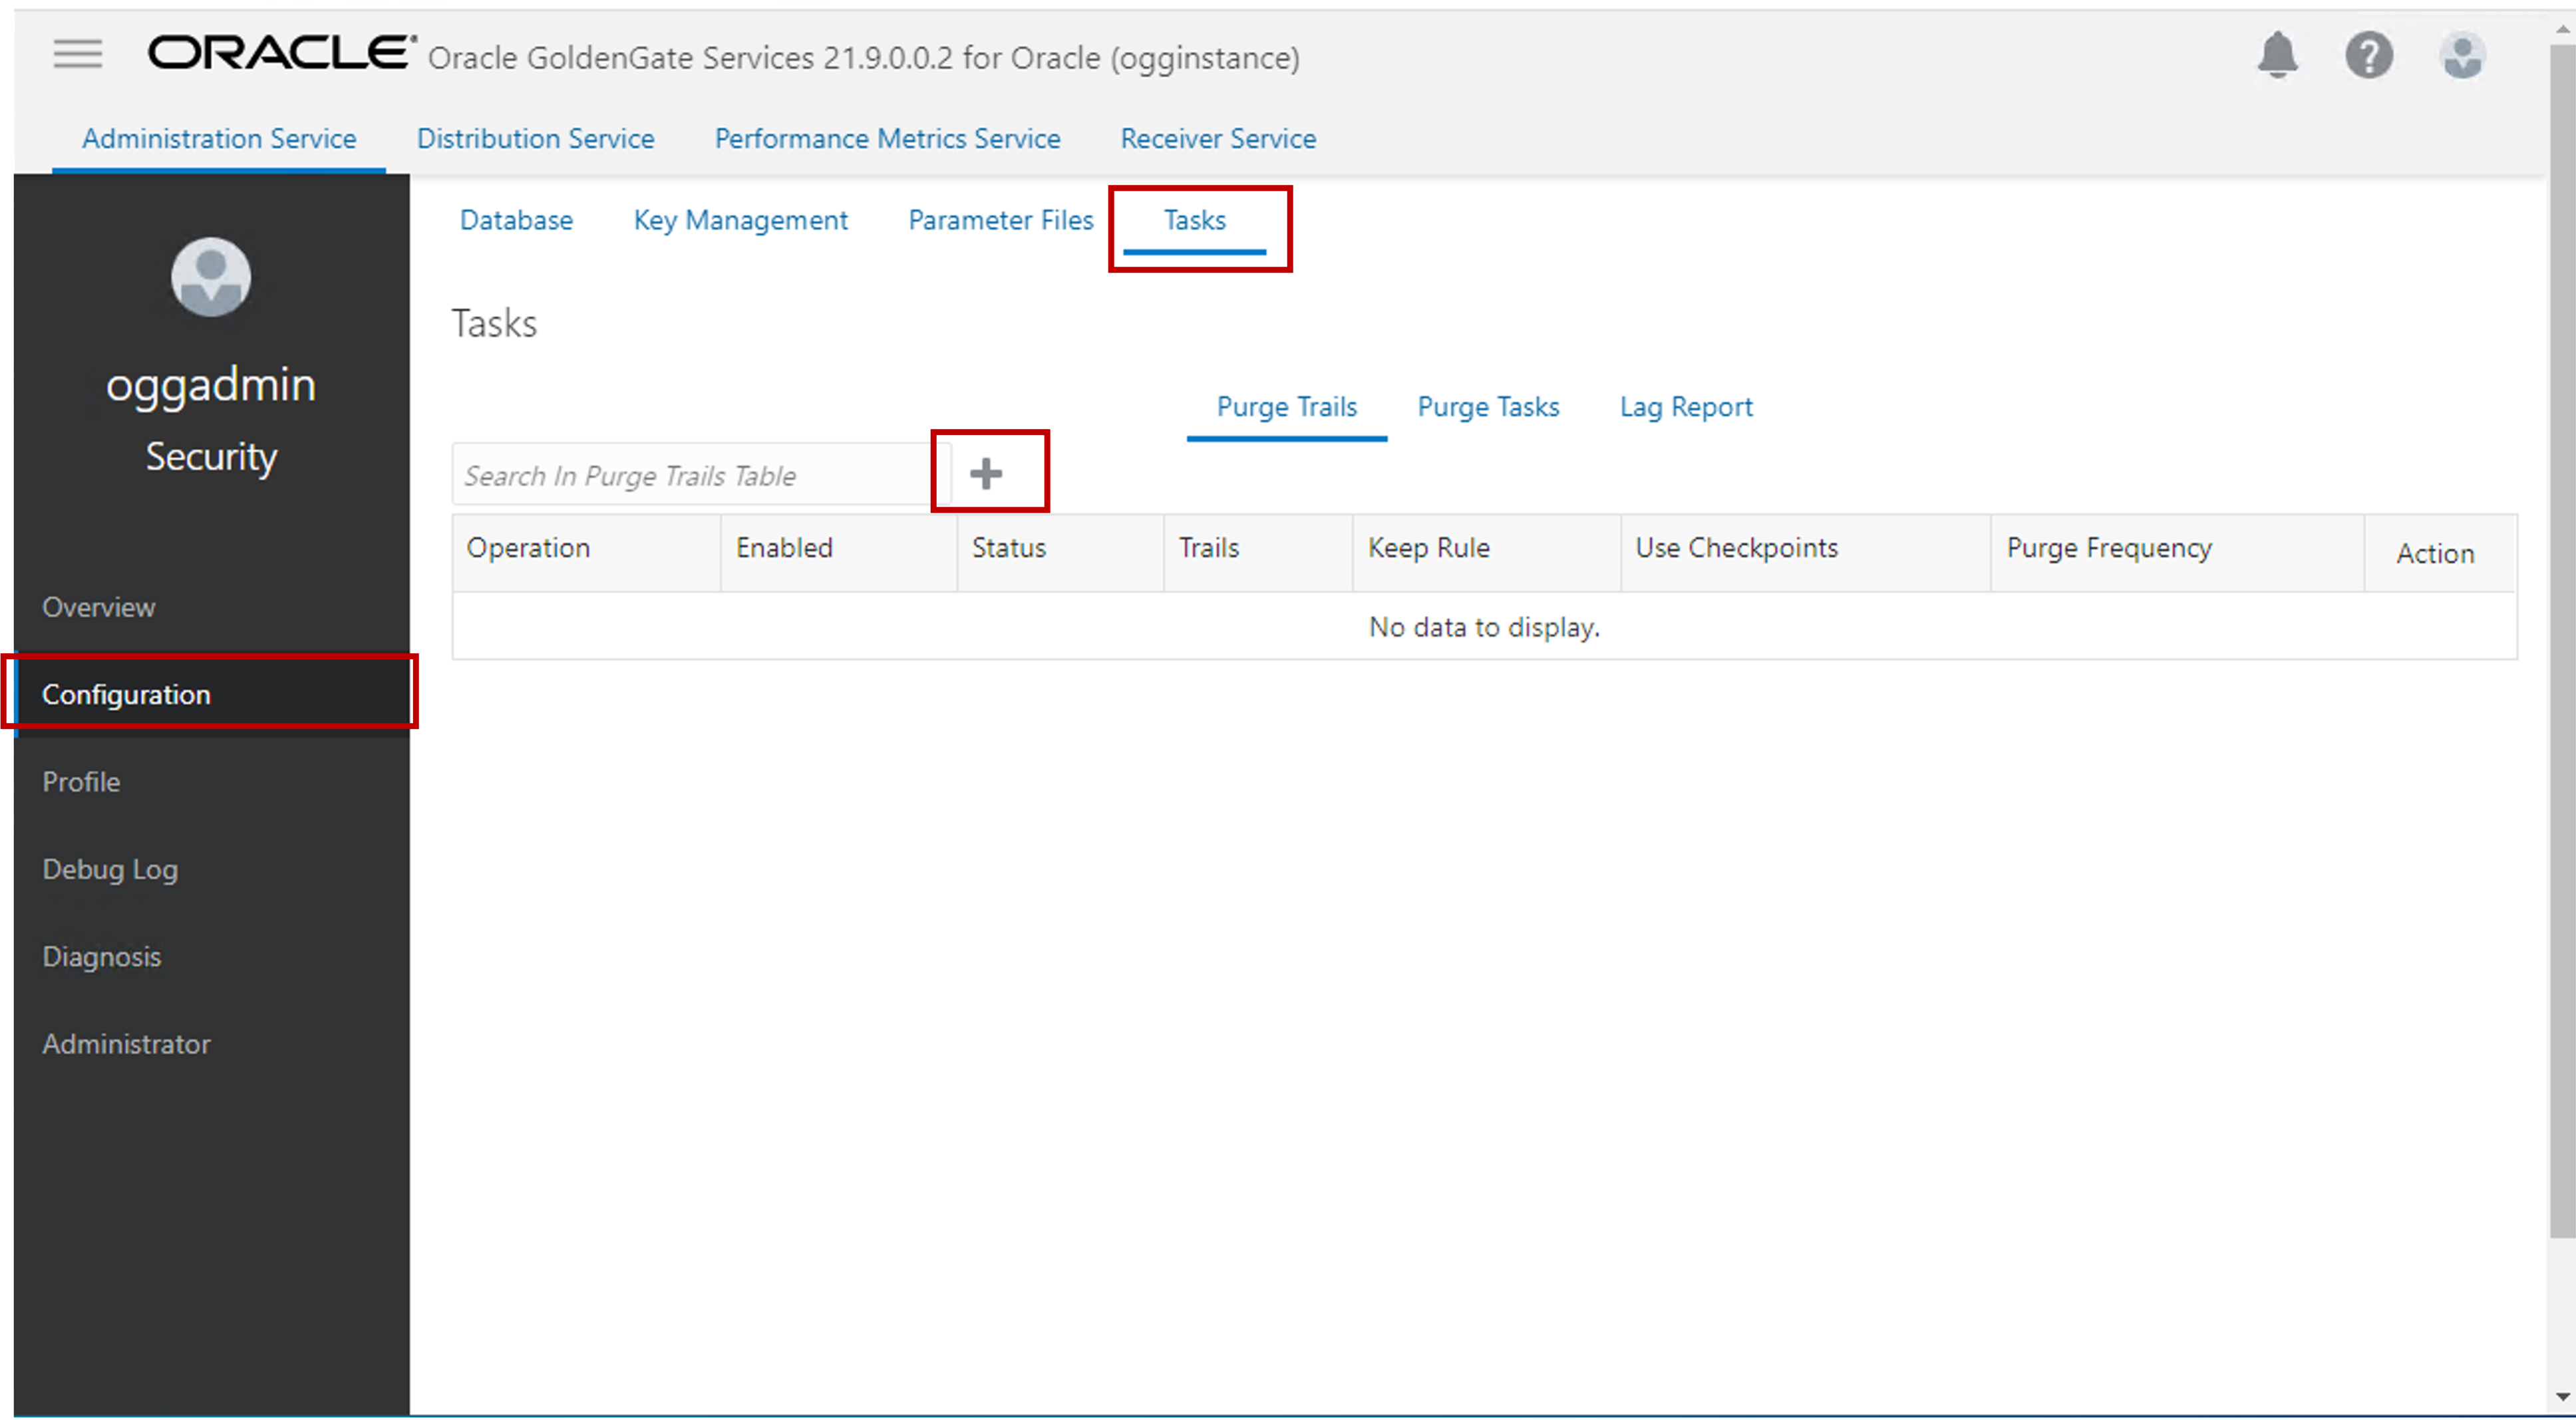 ORACLE Oracle GoldenGate Services 21.9.0.0.2 for Oracle (ogginstance)
Administration Service Distribution Service Performance Metrics Service Receiver Service
Database Key Management Parameter Files Tasks
oggadmin
Security
Overview
Configuration
Profile
Debug Log
Diagnosis
Administrator
Tasks
Purge Trails Purge Tasks Lag Report
Search In Purge Trails Table
Operation Enabled Status Trails Keep Rule Use Checkpoints Purge Frequency Action
No data to display.